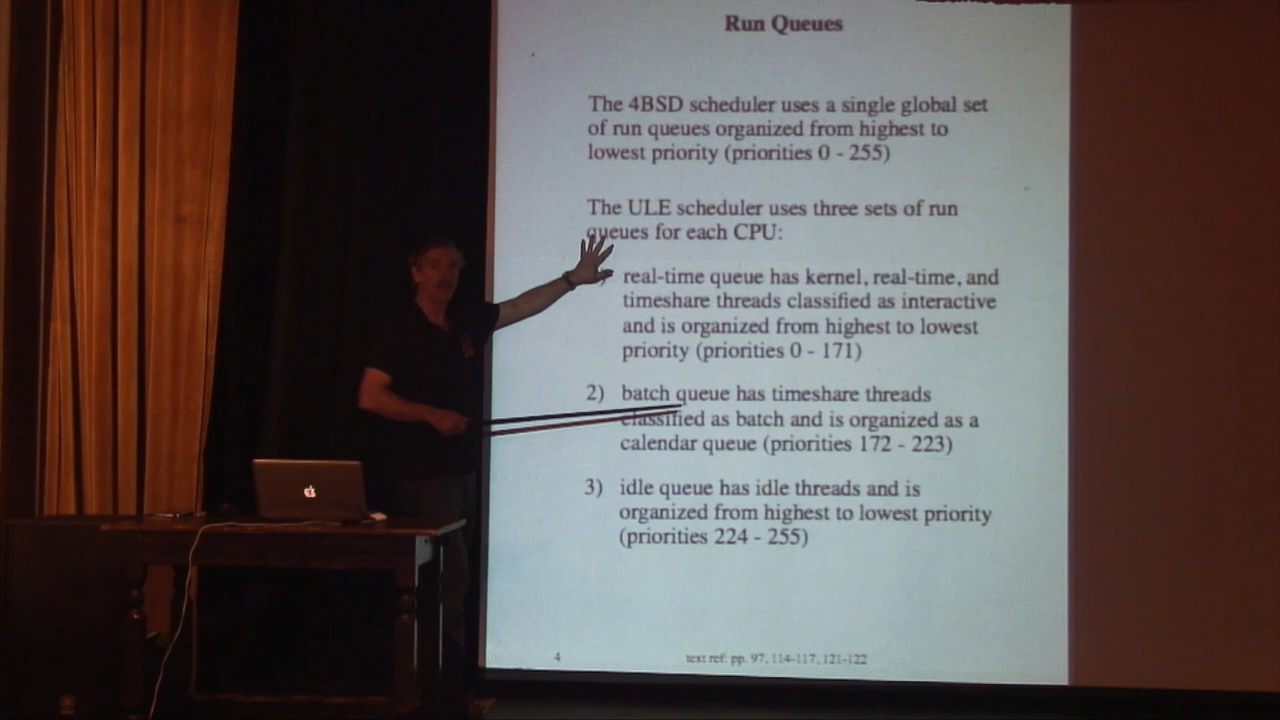 Run Queues
The 4BSD scheduler uses a single global set
of run queues organized from highest to
lowest priority (priorities 0 - 255)
The ULE scheduler uses three sets of run
queues for each CPU:
real-time queue has kernel, real-time, and
timeshare threads classified as interactive
and is organized from highest to lowest
priority (priorities 0 - 171)
2) batch queue has timeshare threads
classified as batch and is organized as a
calendar queue (priorities 172 - 223)
3) idle queue has idle threads and is
organized from highest to lowest priority
(priorities 224 - 255)
4 text ref: pp. 97, 114-117, 121-122